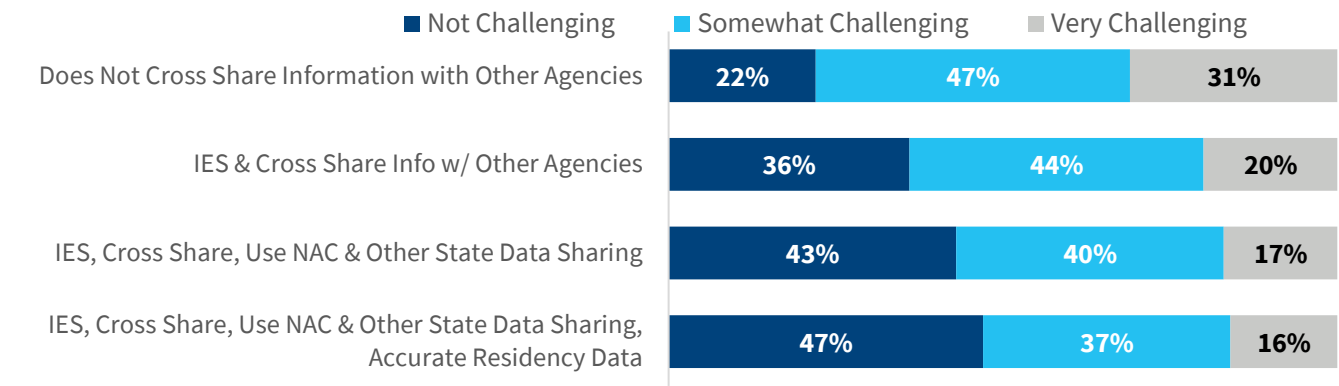 Not Challenging Somewhat Challenging Very Challenging
Does Not Cross Share Information with Other Agencies 22% 47% 31%
IES & Cross Share Info w/ Other Agencies 36% 44% 20%
IES, Cross Share, Use NAC & Other State Data Sharing 43% 40% 17%
IES, Cross Share, Use NAC & Other State Data Sharing,
Accurate Residency Data 47% 37% 16%